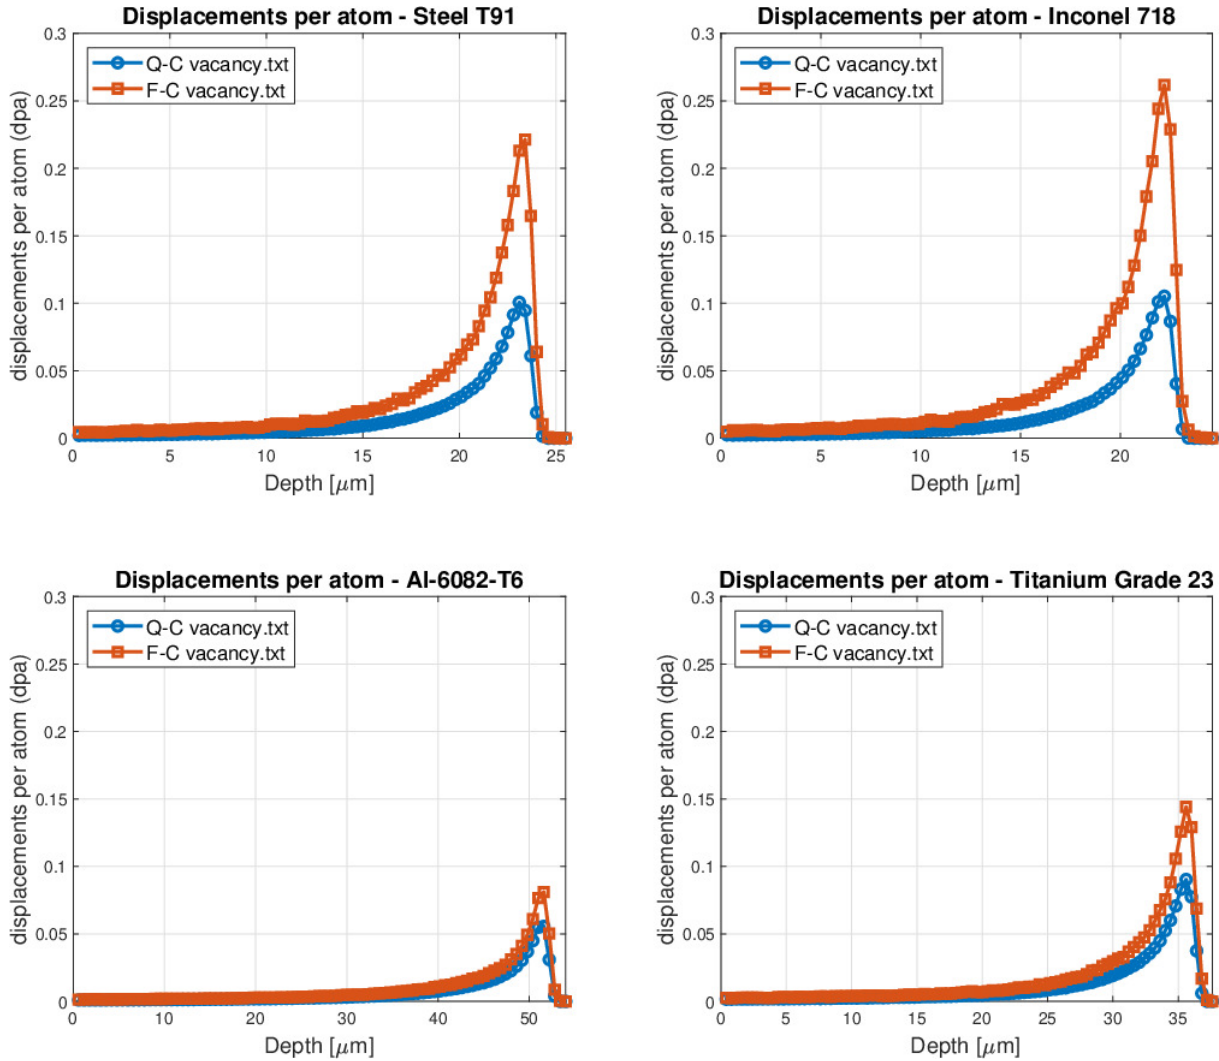 Displacements per atom - Steel T91
displacements per atom (dpa)
0.3
0.25
0.2
0.15
0.1
0.05
0
Q-C vacancy.txt
F-C vacancy.txt
0 5 10 15 20 25
Depth [μm]
Displacements per atom - Inconel 718
displacements per atom (dpa)
0.3
0.25
0.2
0.15
0.1
0.05
0
Q-C vacancy.txt
F-C vacancy.txt
0 5 10 15 20
Depth [μm]
Displacements per atom - Al-6082-T6
displacements per atom (dpa)
0.3
0.25
0.2
0.15
0.1
0.05
0
Q-C vacancy.txt
F-C vacancy.txt
0 10 20 30 40 50
Depth [μm]
Displacements per atom - Titanium Grade 23
displacements per atom (dpa)
0.3
0.25
0.2
0.15
0.1
0.05
0
Q-C vacancy.txt
F-C vacancy.txt
0 5 10 15 20 25 30 35
Depth [μm]